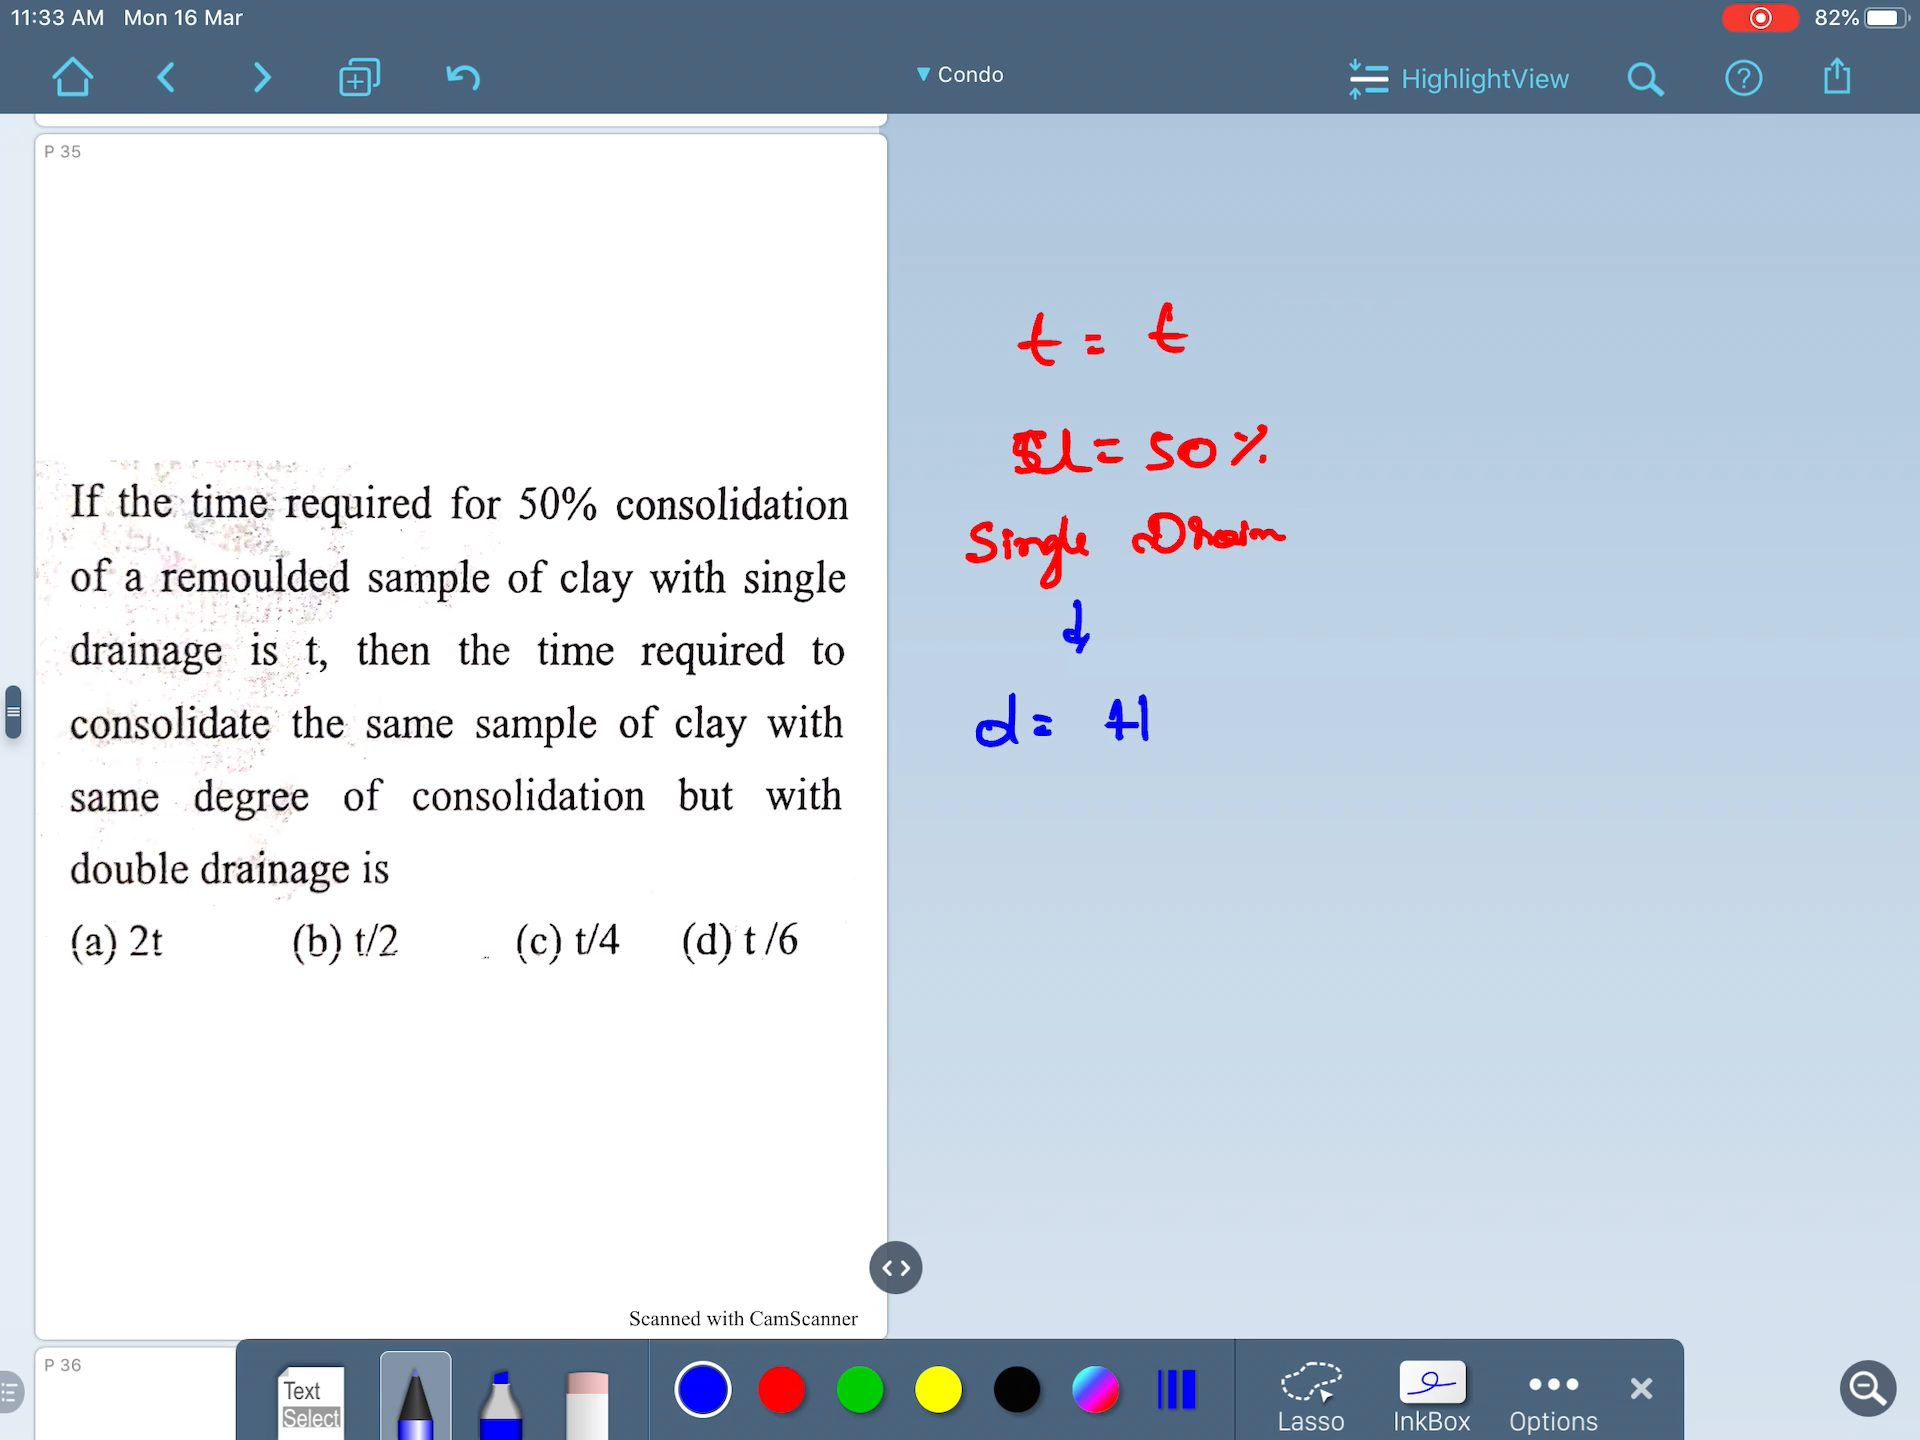 11:33 AM Mon 16 Mar
82%
Condo
HighlightView
P 35
If the time required for 50% consolidation
of a remoulded sample of clay with single
drainage is t, then the time required to
consolidate the same sample of clay with
same degree of consolidation but with
double drainage is
(a) 2t (b) t/2 (c) t/4 (d) t/6
Scanned with CamScanner
t = t
= 50%
Single Drain
↓
d = H
P 36
Text
Select
Lasso
InkBox
Options